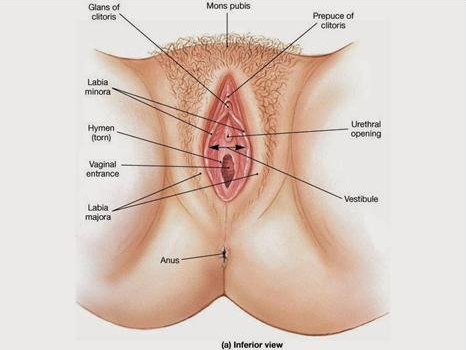 Glans of
clitoris
Mons pubis
Prepuce of
clitoris
Labia
minora
Hymen
(torn)
Vaginal
entrance
Labia
majora
Anus
Urethral
opening
Vestibule
(a) Inferior view